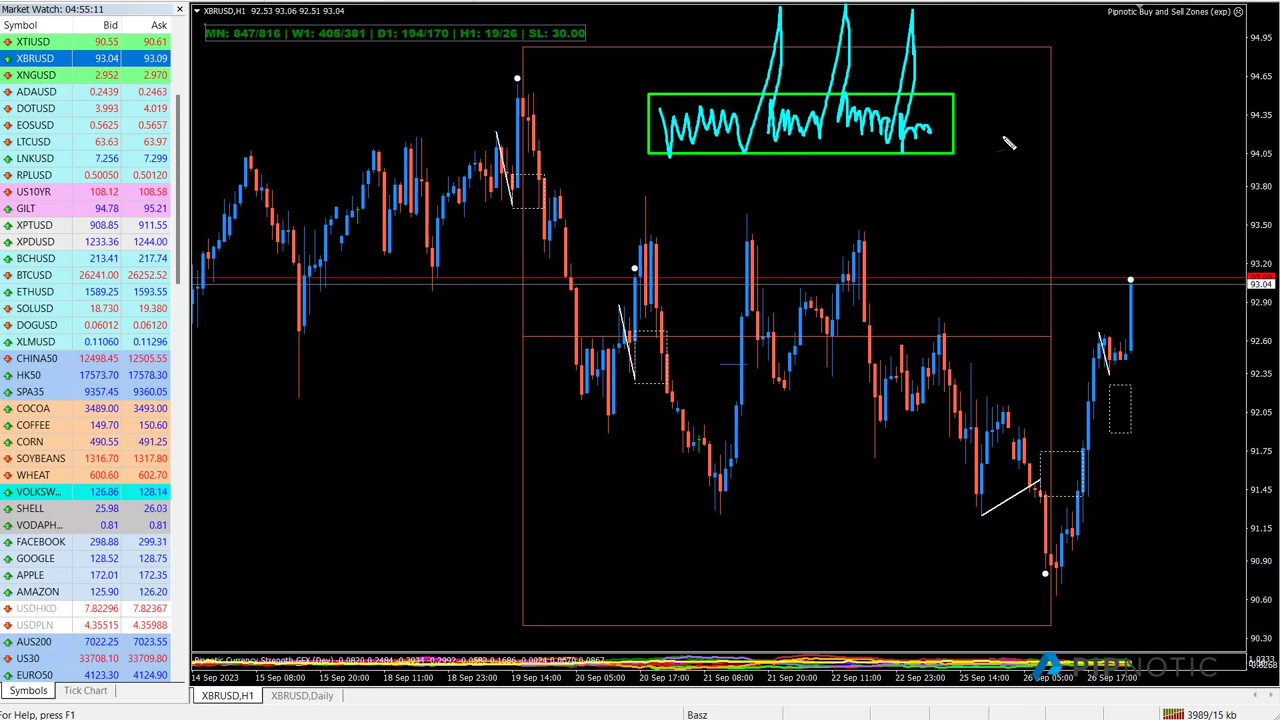 Market Watch: 04:55:11
Symbol Bid Ask
XTIUSD 90.55 90.61
XBRUSD 93.04 93.09
XNGUSD 2.952 2.970
ADAUSD 0.2439 0.2463
DOTUSD 3.993 4.019
EOSUSD 0.5625 0.5657
LTCUSD 63.63 63.97
LNKUSD 7.256 7.299
RPLUSD 0.50050 0.50120
US10YR 108.12 108.58
GILT 94.78 95.21
XPTUSD 908.85 911.55
XPDUSD 1233.36 1244.00
BCHUSD 213.41 217.74
BTCUSD 26241.00 26252.52
ETHUSD 1589.25 1593.55
SOLUSD 18.730 19.380
DOGUSD 0.06012 0.06120
XLMUSD 0.11060 0.11296
CHINA50 12498.45 12505.55
HK50 17573.70 17578.30
SPA35 9357.45 9360.05
COCOA 3489.00 3493.00
COFFEE 149.70 150.60
CORN 490.55 491.25
SOYBEANS 1316.70 1317.80
WHEAT 600.60 602.70
VOLKSW... 126.86 128.14
SHELL 25.98 26.03
VODAPH... 0.81 0.81
FACEBOOK 298.88 299.31
GOOGLE 128.52 128.75
APPLE 172.01 172.35
AMAZON 125.90 126.20
USDHKD 7.82296 7.82367
USDPLN 4.35515 4.35988
AUS200 7022.25 7023.55
US30 33708.10 33709.80
EURO50 4123.30 4124.90
Symbols Tick Chart
For Help, press F1
XBRUSD,H1 92.53 93.06 92.51 93.04
MN: 847/816 | W1: 405/381 | D1: 194/170 | H1: 19/26 | SL: 30.00
Pipnotic Buy and Sell Zones (exp)
94.95
94.65
94.35
94.05
93.80
93.50
93.20
93.04
92.90
92.60
92.35
92.05
91.75
91.45
91.15
90.90
90.60
90.30
PIPNOTIC
14 Sep 2023 15 Sep 08:00 18 Sep 11:00 18 Sep 23:00 19 Sep 14:00 20 Sep 05:00 20 Sep 17:00 21 Sep 08:00 21 Sep 20:00 22 Sep 11:00 22 Sep 23:00 25 Sep 14:00 26 Sep 05:00 26 Sep 17:00
XBRUSD,H1 XBRUSD,Daily
Basz
3989/15 kb